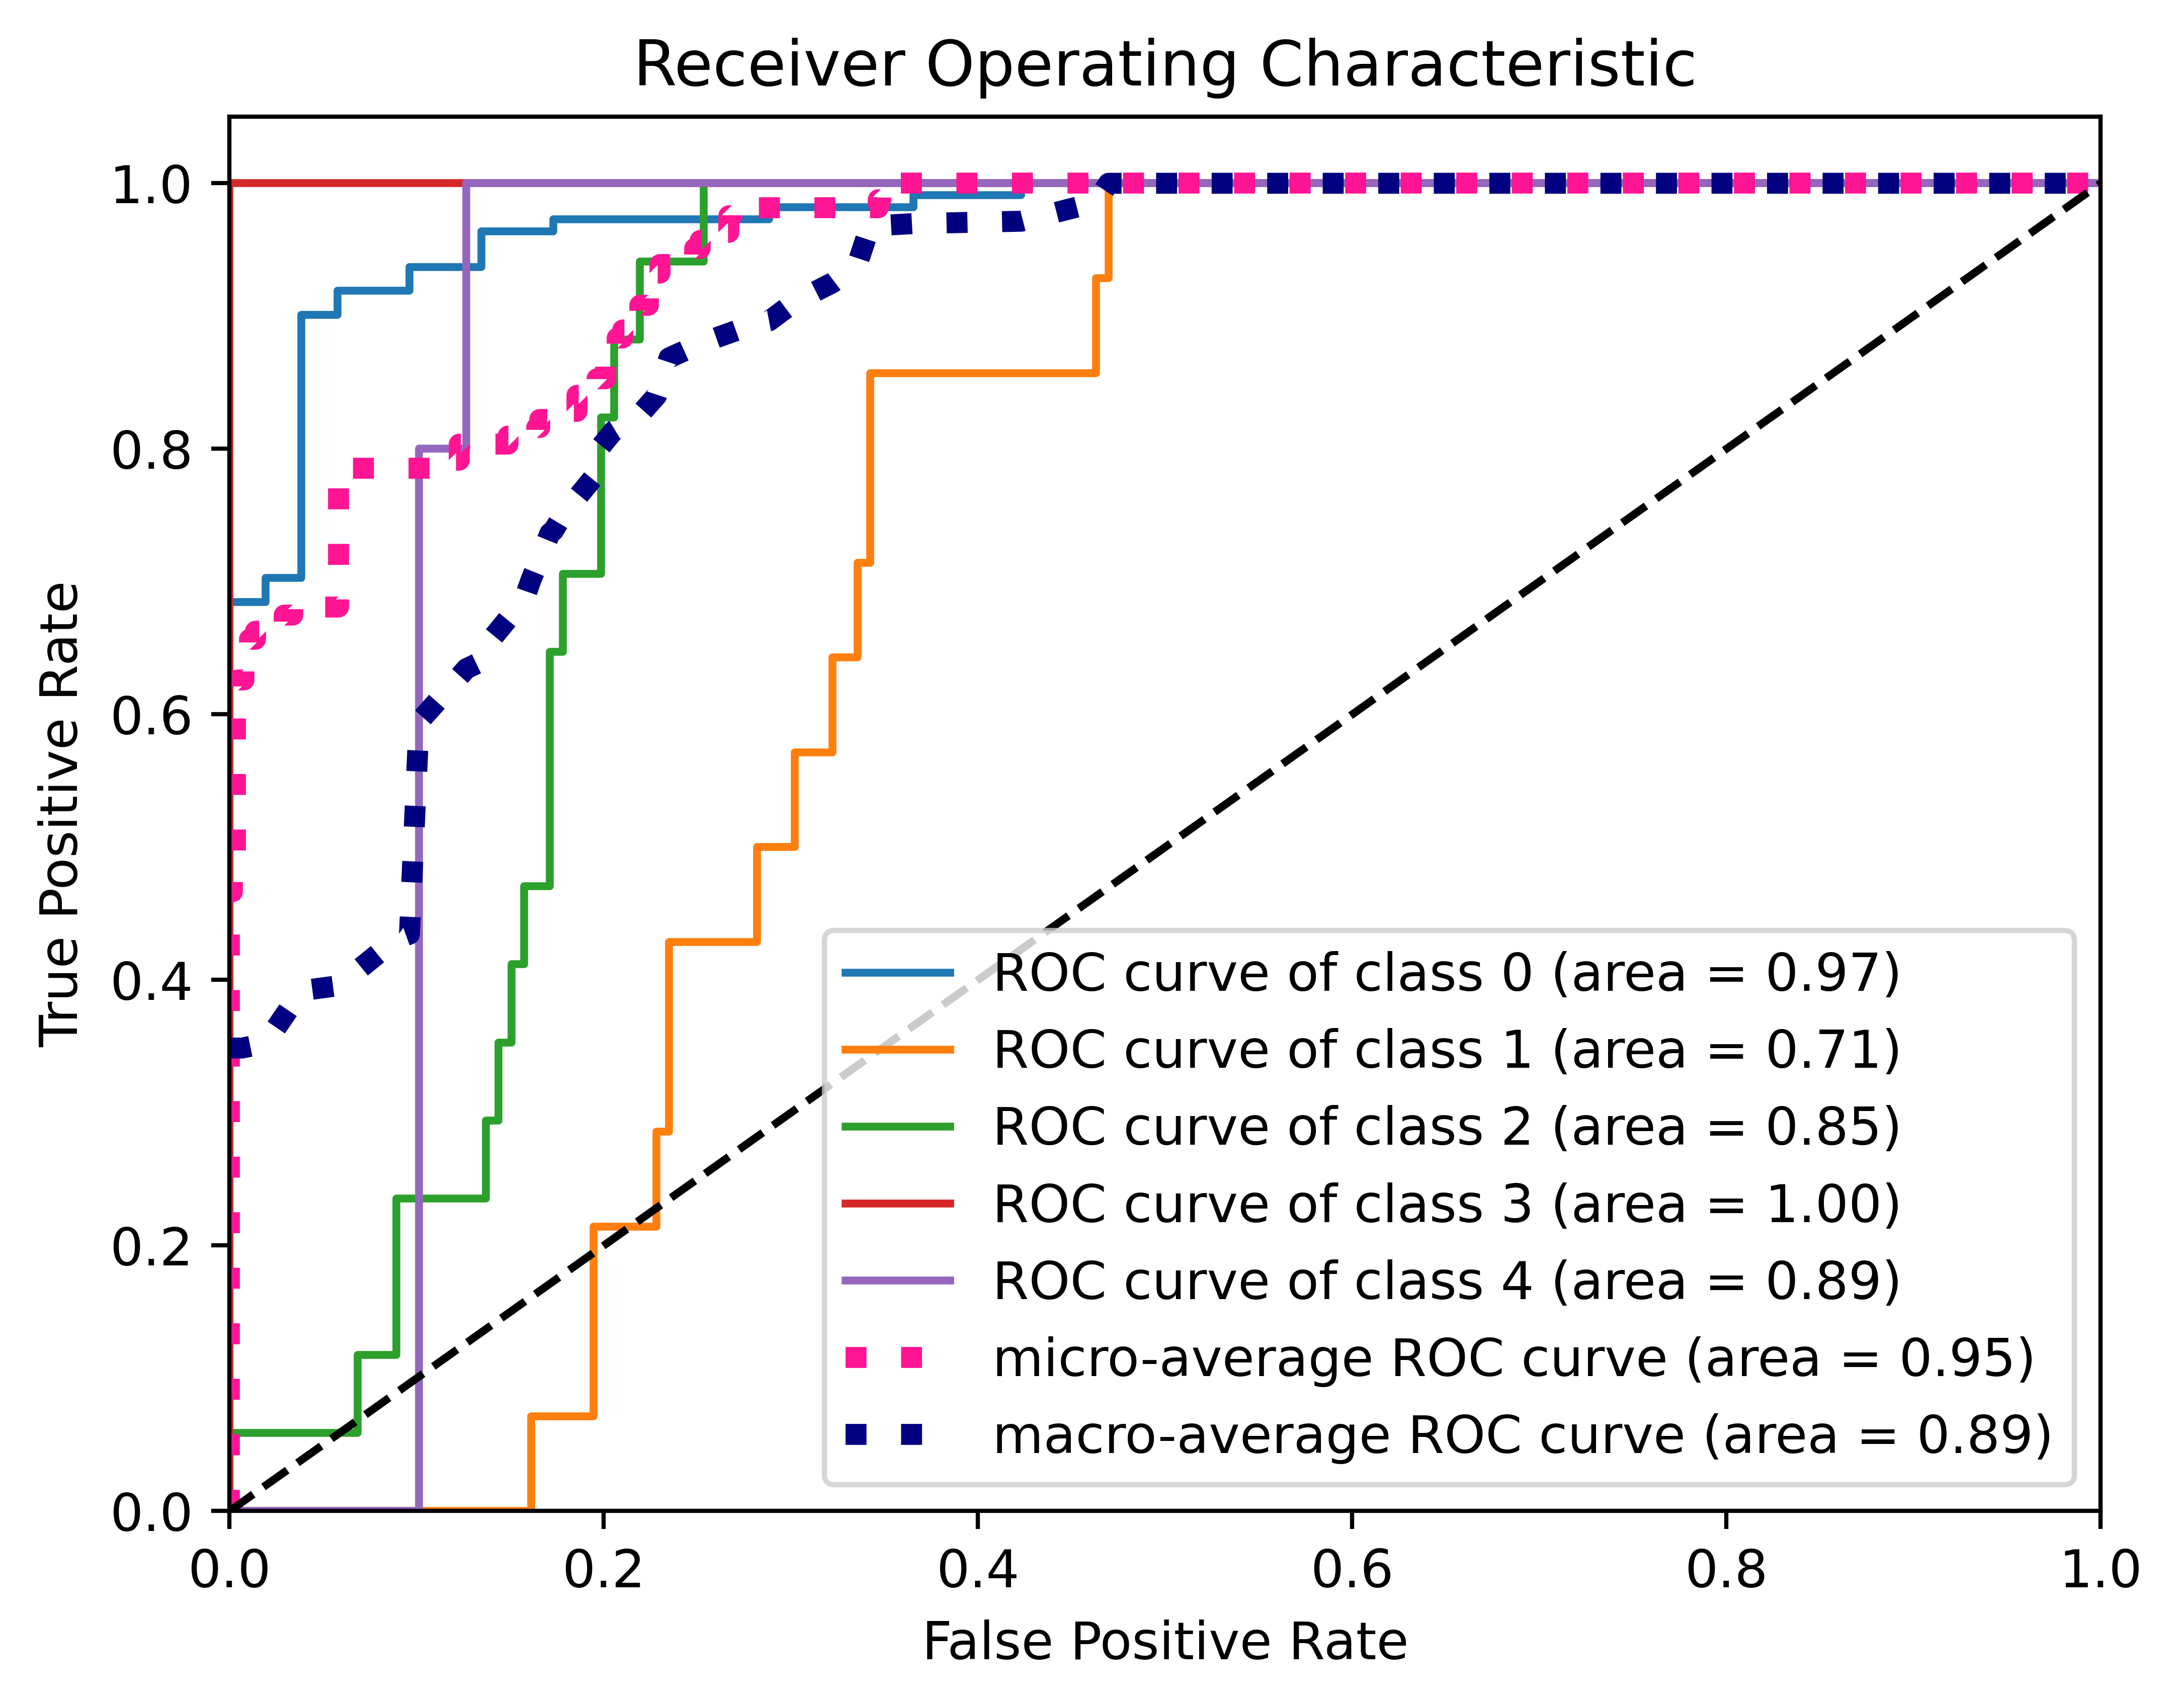 Receiver Operating Characteristic
1.0
0.8
0.6
0.4
0.2
0.0
True Positive Rate
ROC curve of class 0 (area = 0.97)
ROC curve of class 1 (area = 0.71)
ROC curve of class 2 (area = 0.85)
ROC curve of class 3 (area = 1.00)
ROC curve of class 4 (area = 0.89)
micro-average ROC curve (area = 0.95)
macro-average ROC curve (area = 0.89)
0.0 0.2 0.4 0.6 0.8 1.0
False Positive Rate